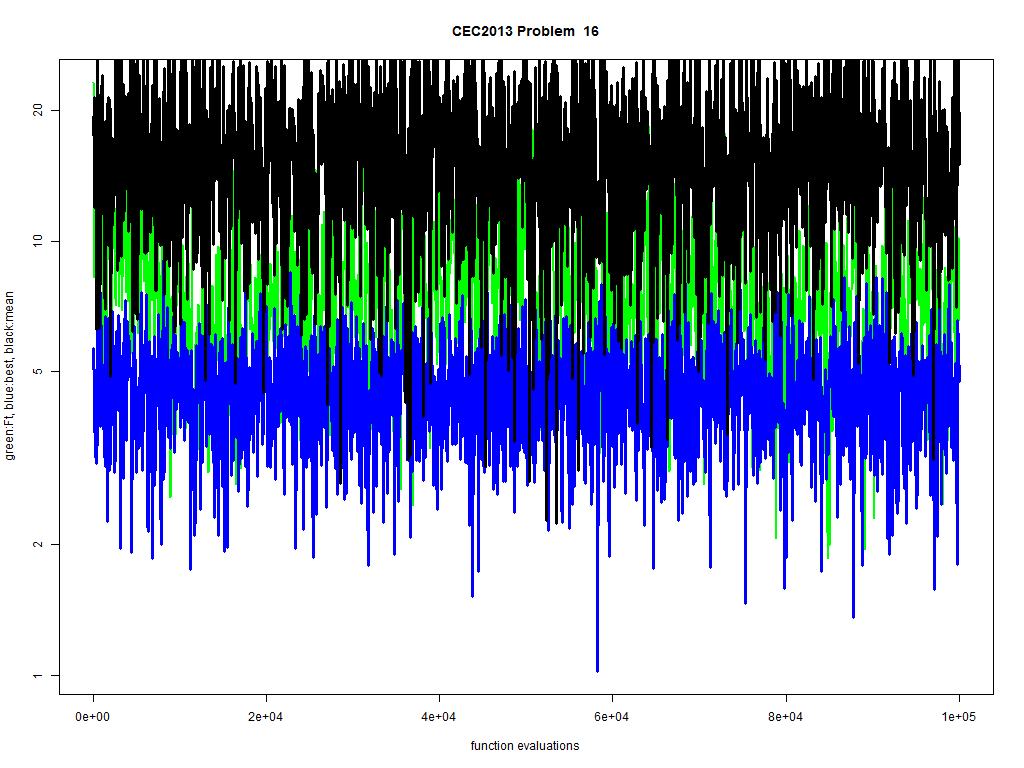 CEC2013 Problem  16
green:Ft, blue:best, black:mean
20
10
5
2
1
0e+00 2e+04 4e+04 6e+04 8e+04 1e+05
function evaluations